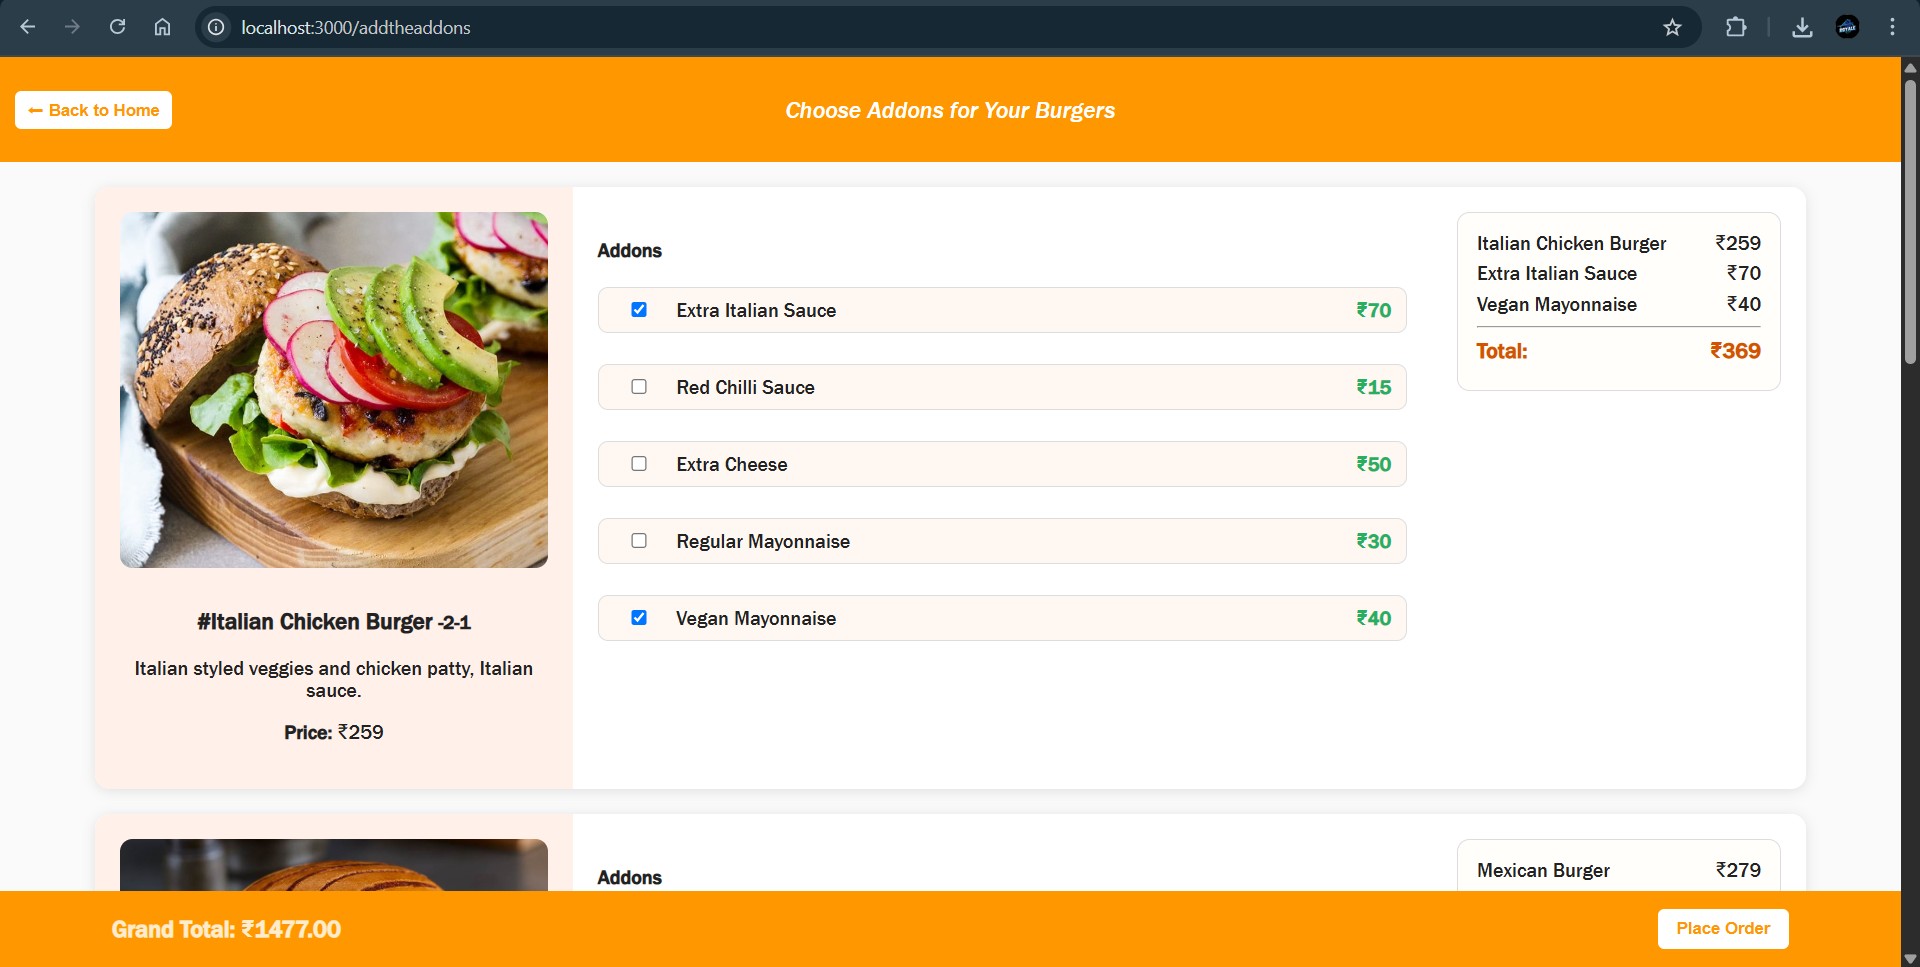 localhost:3000/addtheaddons
← Back to Home
Choose Addons for Your Burgers
#Italian Chicken Burger -2-1
Italian styled veggies and chicken patty, Italian
sauce.
Price: ₹259
Addons
Extra Italian Sauce ₹70
Red Chilli Sauce ₹15
Extra Cheese ₹50
Regular Mayonnaise ₹30
Vegan Mayonnaise ₹40
Italian Chicken Burger ₹259
Extra Italian Sauce ₹70
Vegan Mayonnaise ₹40
Total: ₹369
Addons
Mexican Burger ₹279
Grand Total: ₹1477.00
Place Order